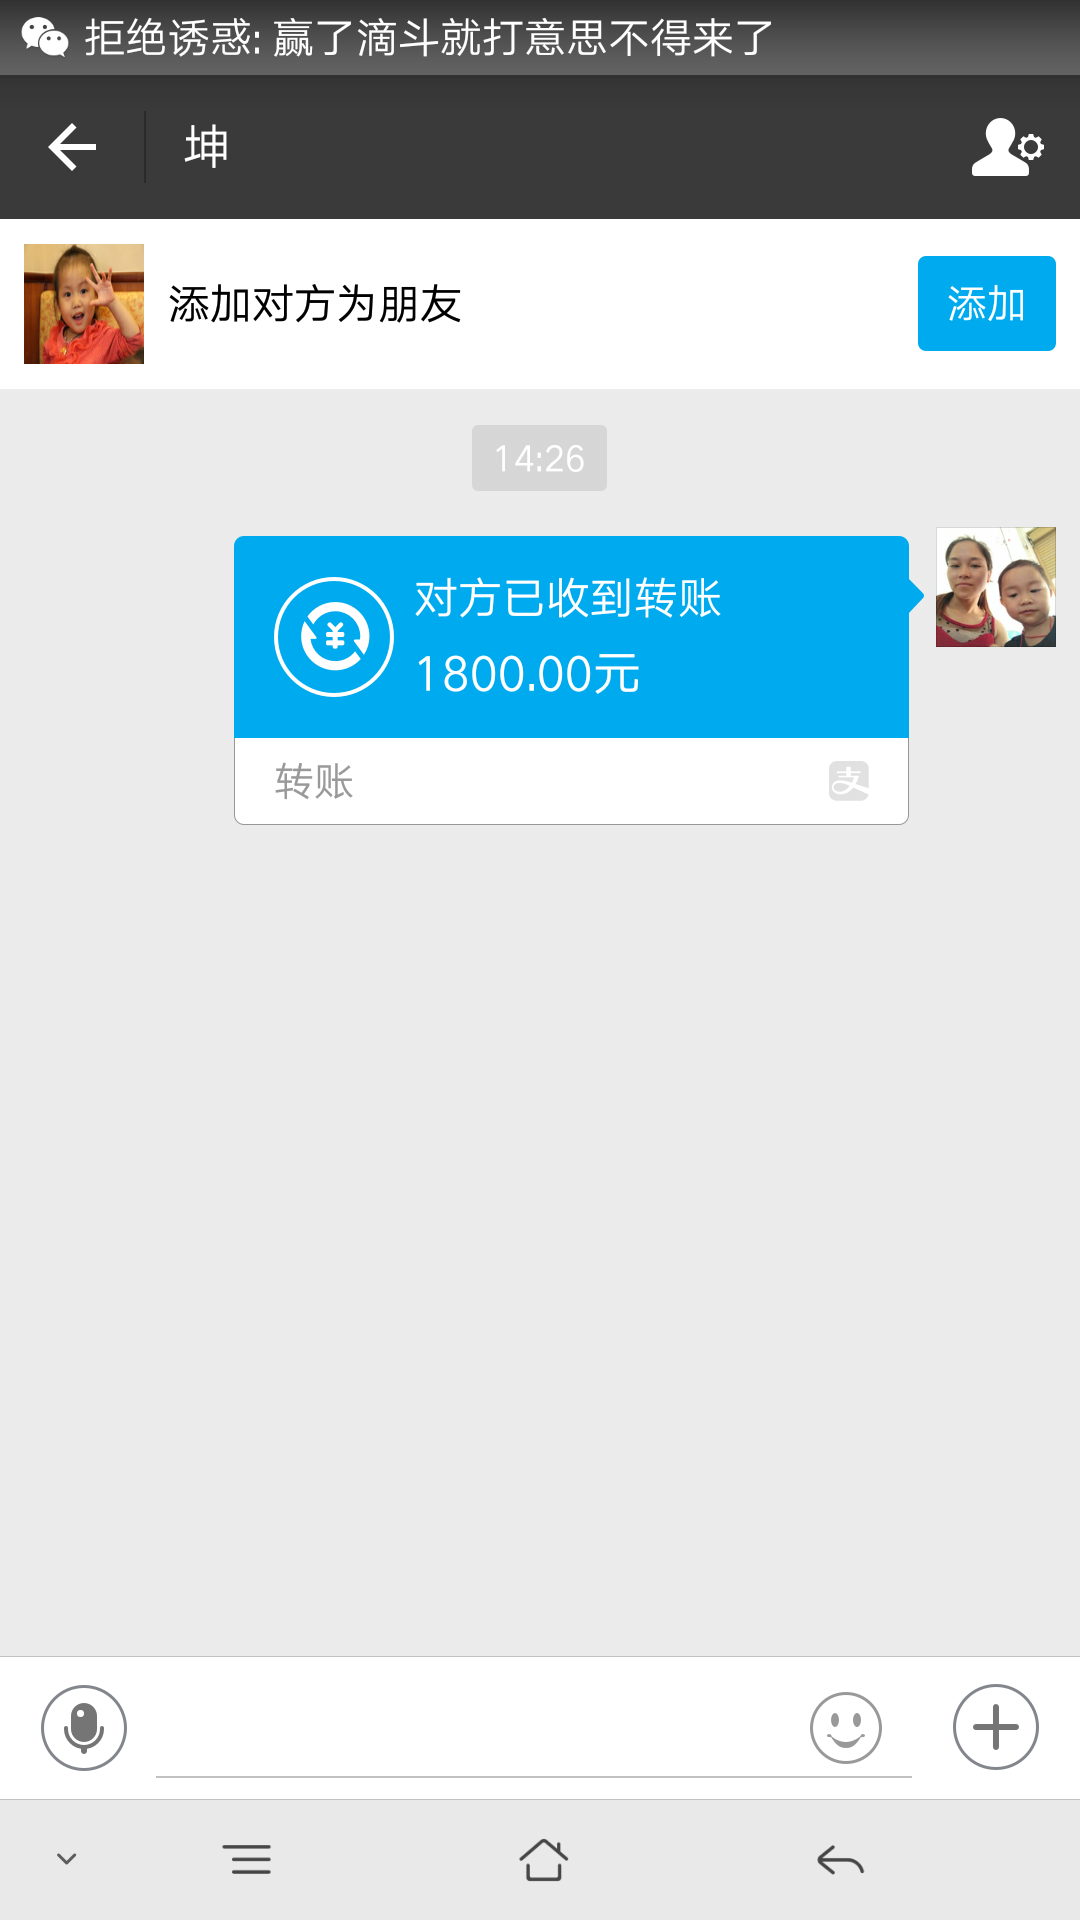 拒绝诱惑: 赢了滴斗就打意思不得来了
坤
添加对方为朋友
添加
14:26
对方已收到转账
1800.00元
转账
支